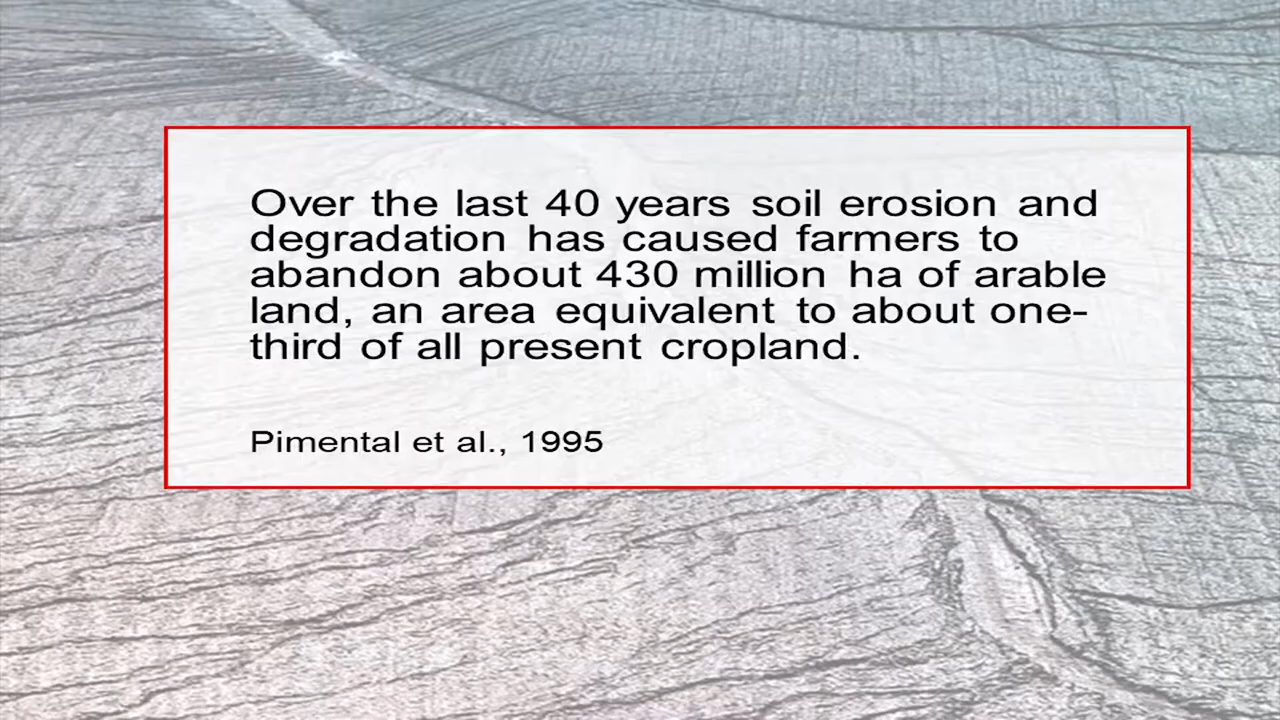 Over the last 40 years soil erosion and
degradation has caused farmers to
abandon about 430 million ha of arable
land, an area equivalent to about one-
third of all present cropland.
Pimental et al., 1995